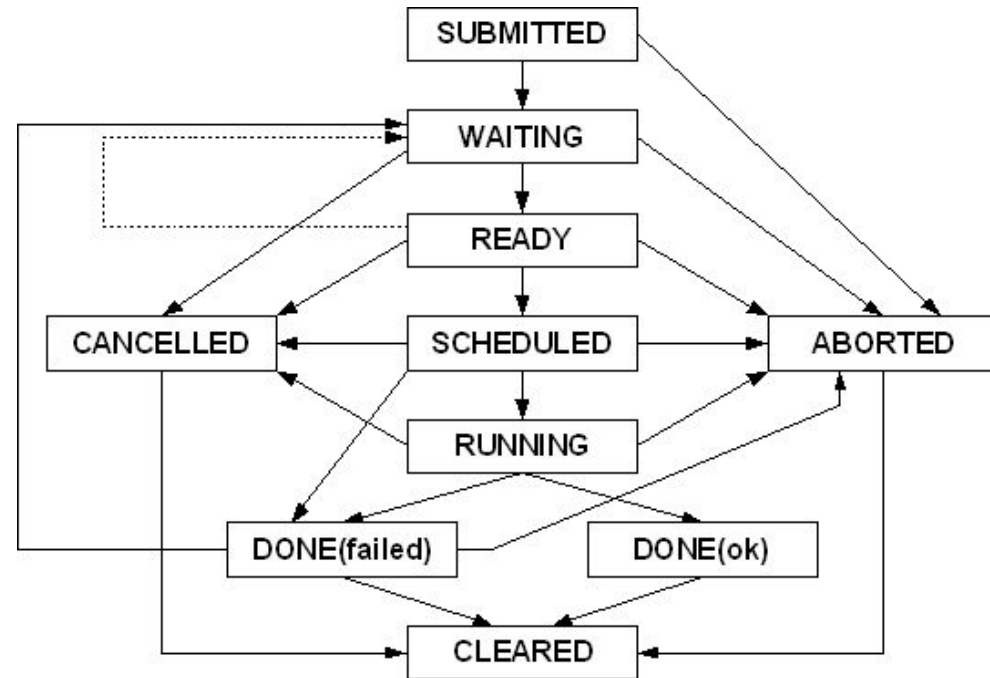 SUBMITTED
WAITING
READY
CANCELLED
SCHEDULED
ABORTED
RUNNING
DONE(failed)
DONE(ok)
CLEARED